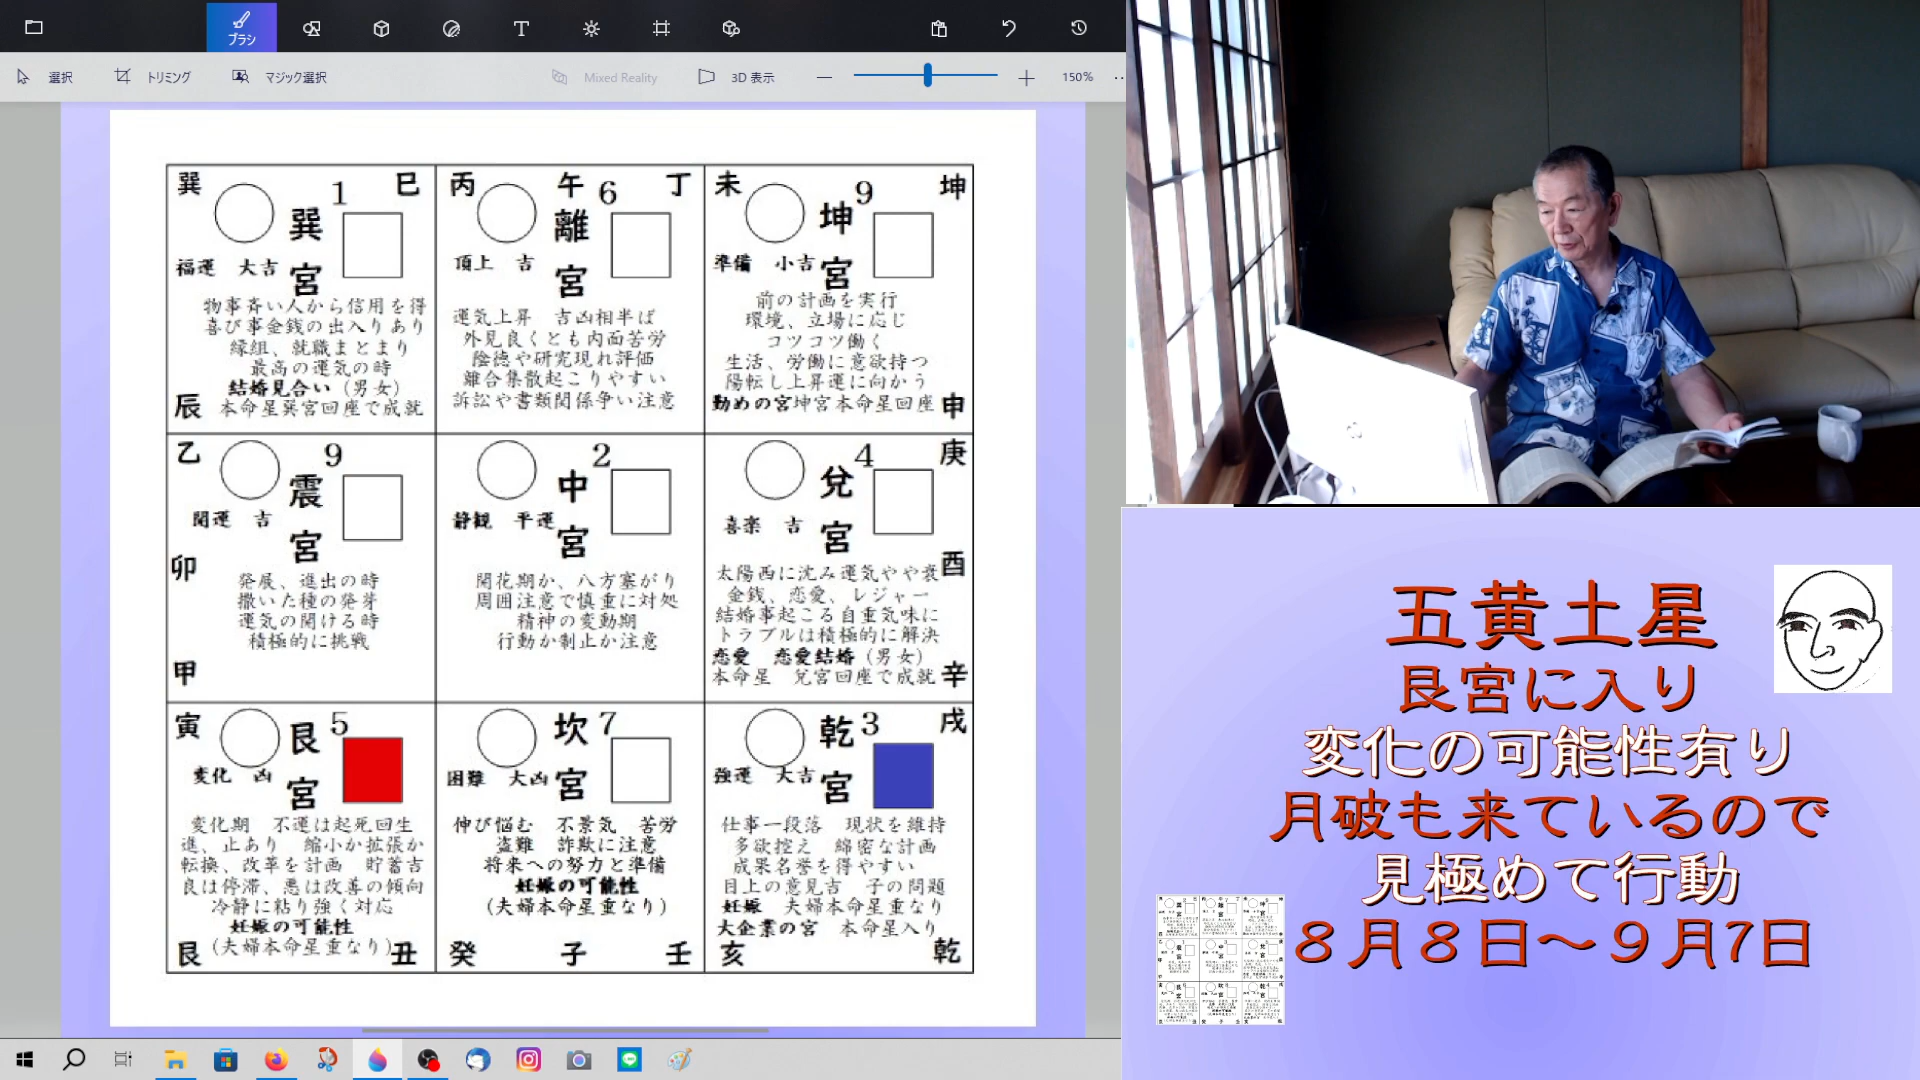 ブラシ
選択 トリミング マジック選択 Mixed Reality 3D 表示 150%
巽 1 巳
巽宮
福運 大吉
物事斉い人から信用を得
喜び事金銭の出入りあり
縁組、就職まとまり
最高の運気の時
結婚見合い（男女）
辰 本命星巽宮回座で成就
丙 午 6 丁
離宮
頂上 吉
運気上昇 吉凶相半ば
外見良くとも内面苦労
陰徳や研究現れ評価
離合集散起こりやすい
訴訟や書類関係争い注意
未 9 坤
坤宮
準備 小吉
前の計画を実行
環境、立場に応じ
コツコツ働く
生活、労働に意欲持つ
陽転し上昇運に向かう
勤めの宮坤宮本命星回座 申
乙 9
震宮
開運 吉
卯
発展、進出の時
撒いた種の発芽
運気の開ける時
積極的に挑戦
甲
2
中宮
静観 平運
開花期か、八方塞がり
周囲注意で慎重に対処
精神の変動期
行動か制止か注意
4 庚
兌宮
喜楽 吉
酉
太陽西に沈み運気やや衰
金銭、恋愛、レジャー
結婚事起こる自重気味に
トラブルは積極的に解決
恋愛 恋愛結婚（男女）
本命星 兌宮回座で成就 辛
寅 5
艮宮
変化 凶
変化期 不運は起死回生
進、止あり 縮小か拡張か
転換、改革を計画 貯蓄吉
良は停滞、悪は改善の傾向
冷静に粘り強く対応
妊娠の可能性
艮（夫婦本命星重なり）丑
7
坎宮
困難 大凶
伸び悩む 不景気 苦労
盗難 詐欺に注意
将来への努力と準備
妊娠の可能性
（夫婦本命星重なり）
癸 子 壬
3 戌
乾宮
強運 大吉
仕事一段落 現状を維持
多欲控え 綿密な計画
成果名誉を得やすい
目上の意見吉 子の問題
妊娠 夫婦本命星重なり
大企業の宮 本命星入り
亥 乾
五黄土星
艮宮に入り
変化の可能性有り
月破も来ているので
見極めて行動
８月８日～９月7日